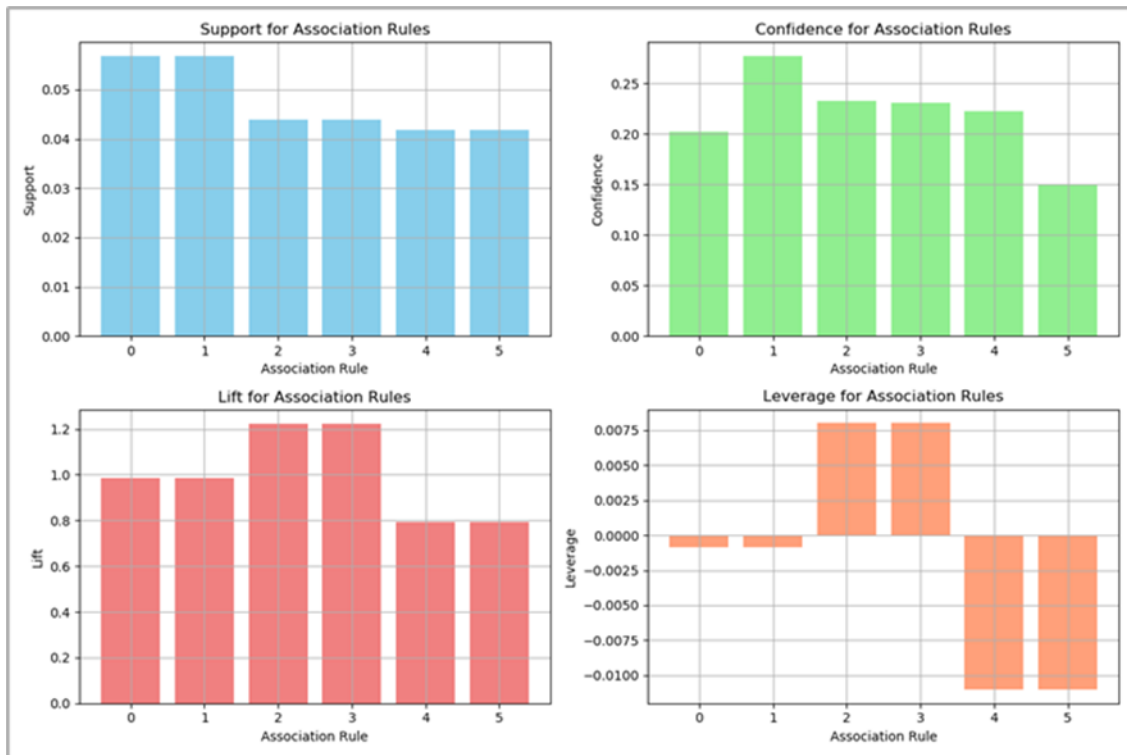 Support for Association Rules
0.05
0.04
0.03
0.02
0.01
0.00
Support
0 1 2 3 4 5
Association Rule
Confidence for Association Rules
0.25
0.20
0.15
0.10
0.05
0.00
Confidence
0 1 2 3 4 5
Association Rule
Lift for Association Rules
1.2
1.0
0.8
0.6
0.4
0.2
0.0
Lift
0 1 2 3 4 5
Association Rule
Leverage for Association Rules
0.0075
0.0050
0.0025
0.0000
−0.0025
−0.0050
−0.0075
−0.0100
Leverage
0 1 2 3 4 5
Association Rule